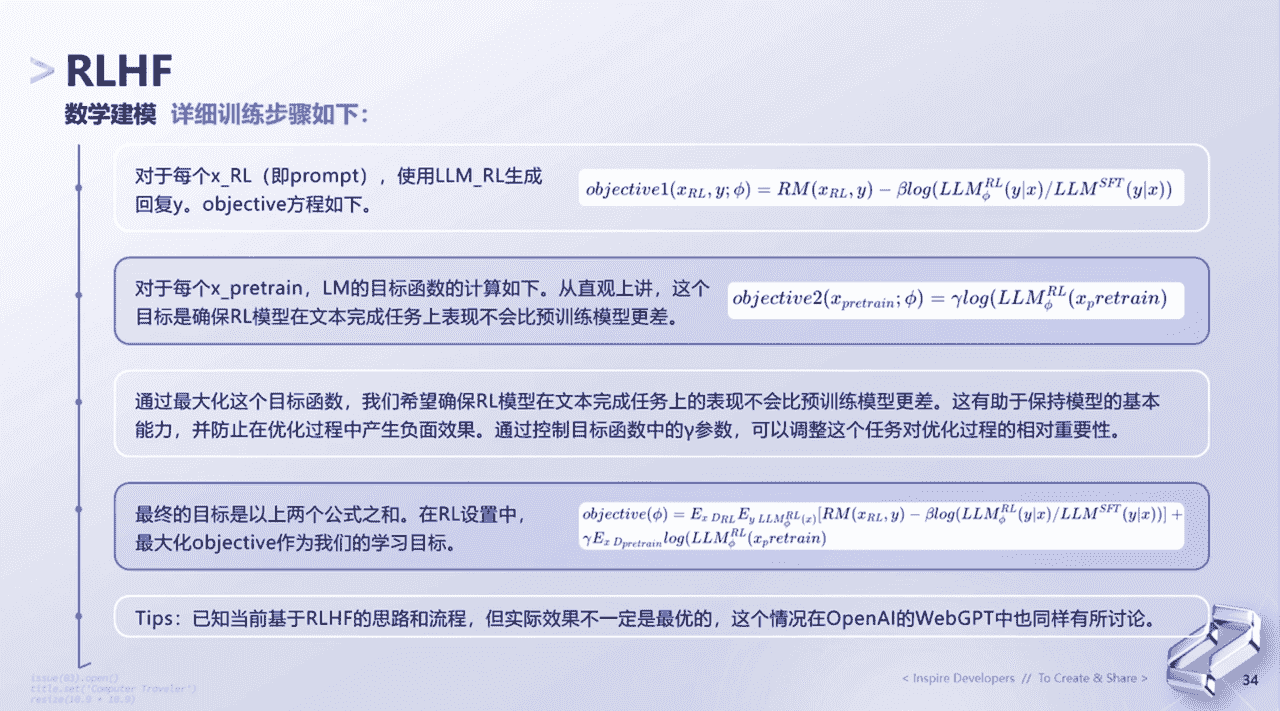 > RLHF
数学建模 详细训练步骤如下：
对于每个x_RL（即prompt），使用LLM_RL生成
回复y。objective方程如下。
objective1(x_{RL}, y; ϕ) = RM(x_{RL}, y) − βlog(LLM_ϕ^{RL}(y|x)/LLM^{SFT}(y|x))
对于每个x_pretrain，LM的目标函数的计算如下。从直观上讲，这个
目标是确保RL模型在文本完成任务上表现不会比预训练模型更差。
objective2(x_{pretrain}; ϕ) = γlog(LLM_ϕ^{RL}(x_pretrain)
通过最大化这个目标函数，我们希望确保RL模型在文本完成任务上的表现不会比预训练模型更差。这有助于保持模型的基本
能力，并防止在优化过程中产生负面效果。通过控制目标函数中的γ参数，可以调整这个任务对优化过程的相对重要性。
最终的目标是以上两个公式之和。在RL设置中，
最大化objective作为我们的学习目标。
objective(ϕ) = E_{x D_{RL}}E_{y LLM_ϕ^{RL}(x)}[RM(x_{RL}, y) − βlog(LLM_ϕ^{RL}(y|x)/LLM^{SFT}(y|x))] +
γE_{x D_{pretrain}}log(LLM_ϕ^{RL}(x_pretrain)
Tips：已知当前基于RLHF的思路和流程，但实际效果不一定是最优的，这个情况在OpenAI的WebGPT中也同样有所讨论。
issue(03).open()
title.set('Computer Traveler')
resize(10.9 * 10.9)
< Inspire Developers // To Create & Share >
34